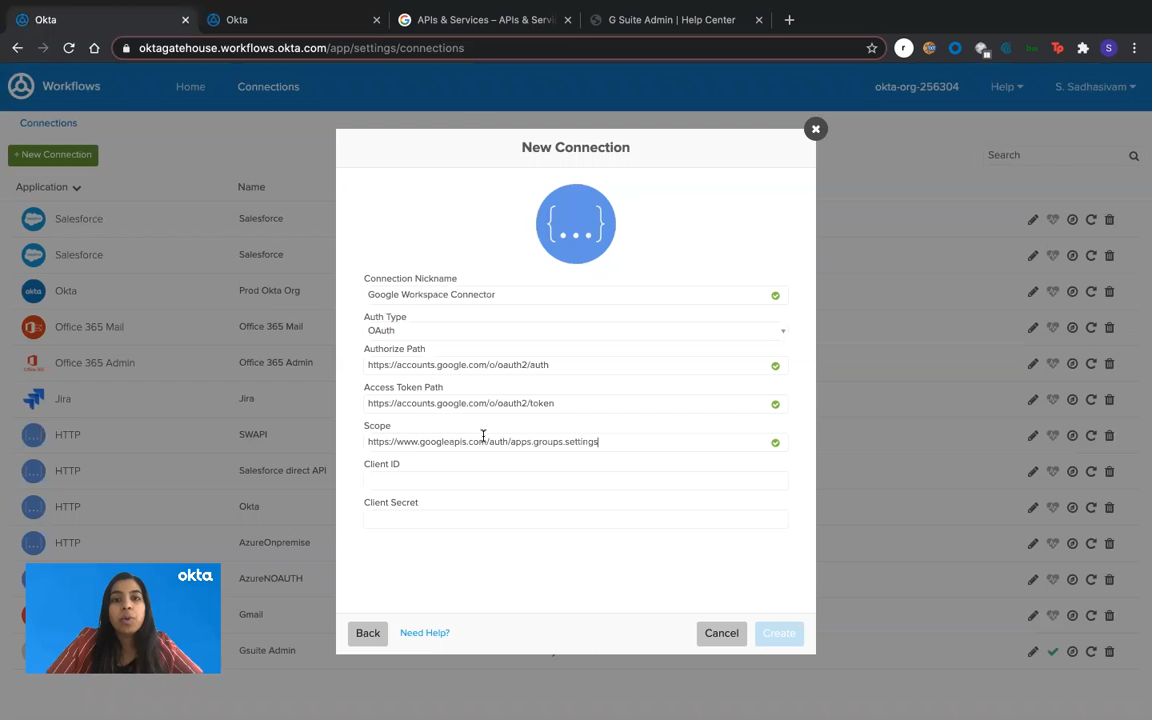 Okta
Okta
APIs & Services – APIs & Servi
G Suite Admin | Help Center
oktagatehouse.workflows.okta.com/app/settings/connections
r
S
Workflows
Home
Connections
okta-org-256304
Help
S. Sadhasivam
Connections
+ New Connection
Search
Application
Name
Salesforce
Salesforce
Salesforce
Salesforce
okta
Okta
Prod Okta Org
Office 365 Mail
Office 365 Mail
Office 365 Admin
Office 365 Admin
Jira
Jira
HTTP
SWAPI
HTTP
Salesforce direct API
HTTP
Okta
HTTP
AzureOnpremise
AzureNOAUTH
Gmail
Gsuite Admin
okta
New Connection
{...}
Connection Nickname
Google Workspace Connector
Auth Type
OAuth
Authorize Path
https://accounts.google.com/o/oauth2/auth
Access Token Path
https://accounts.google.com/o/oauth2/token
Scope
https://www.googleapis.com/auth/apps.groups.settings
Client ID
Client Secret
Back
Need Help?
Cancel
Create